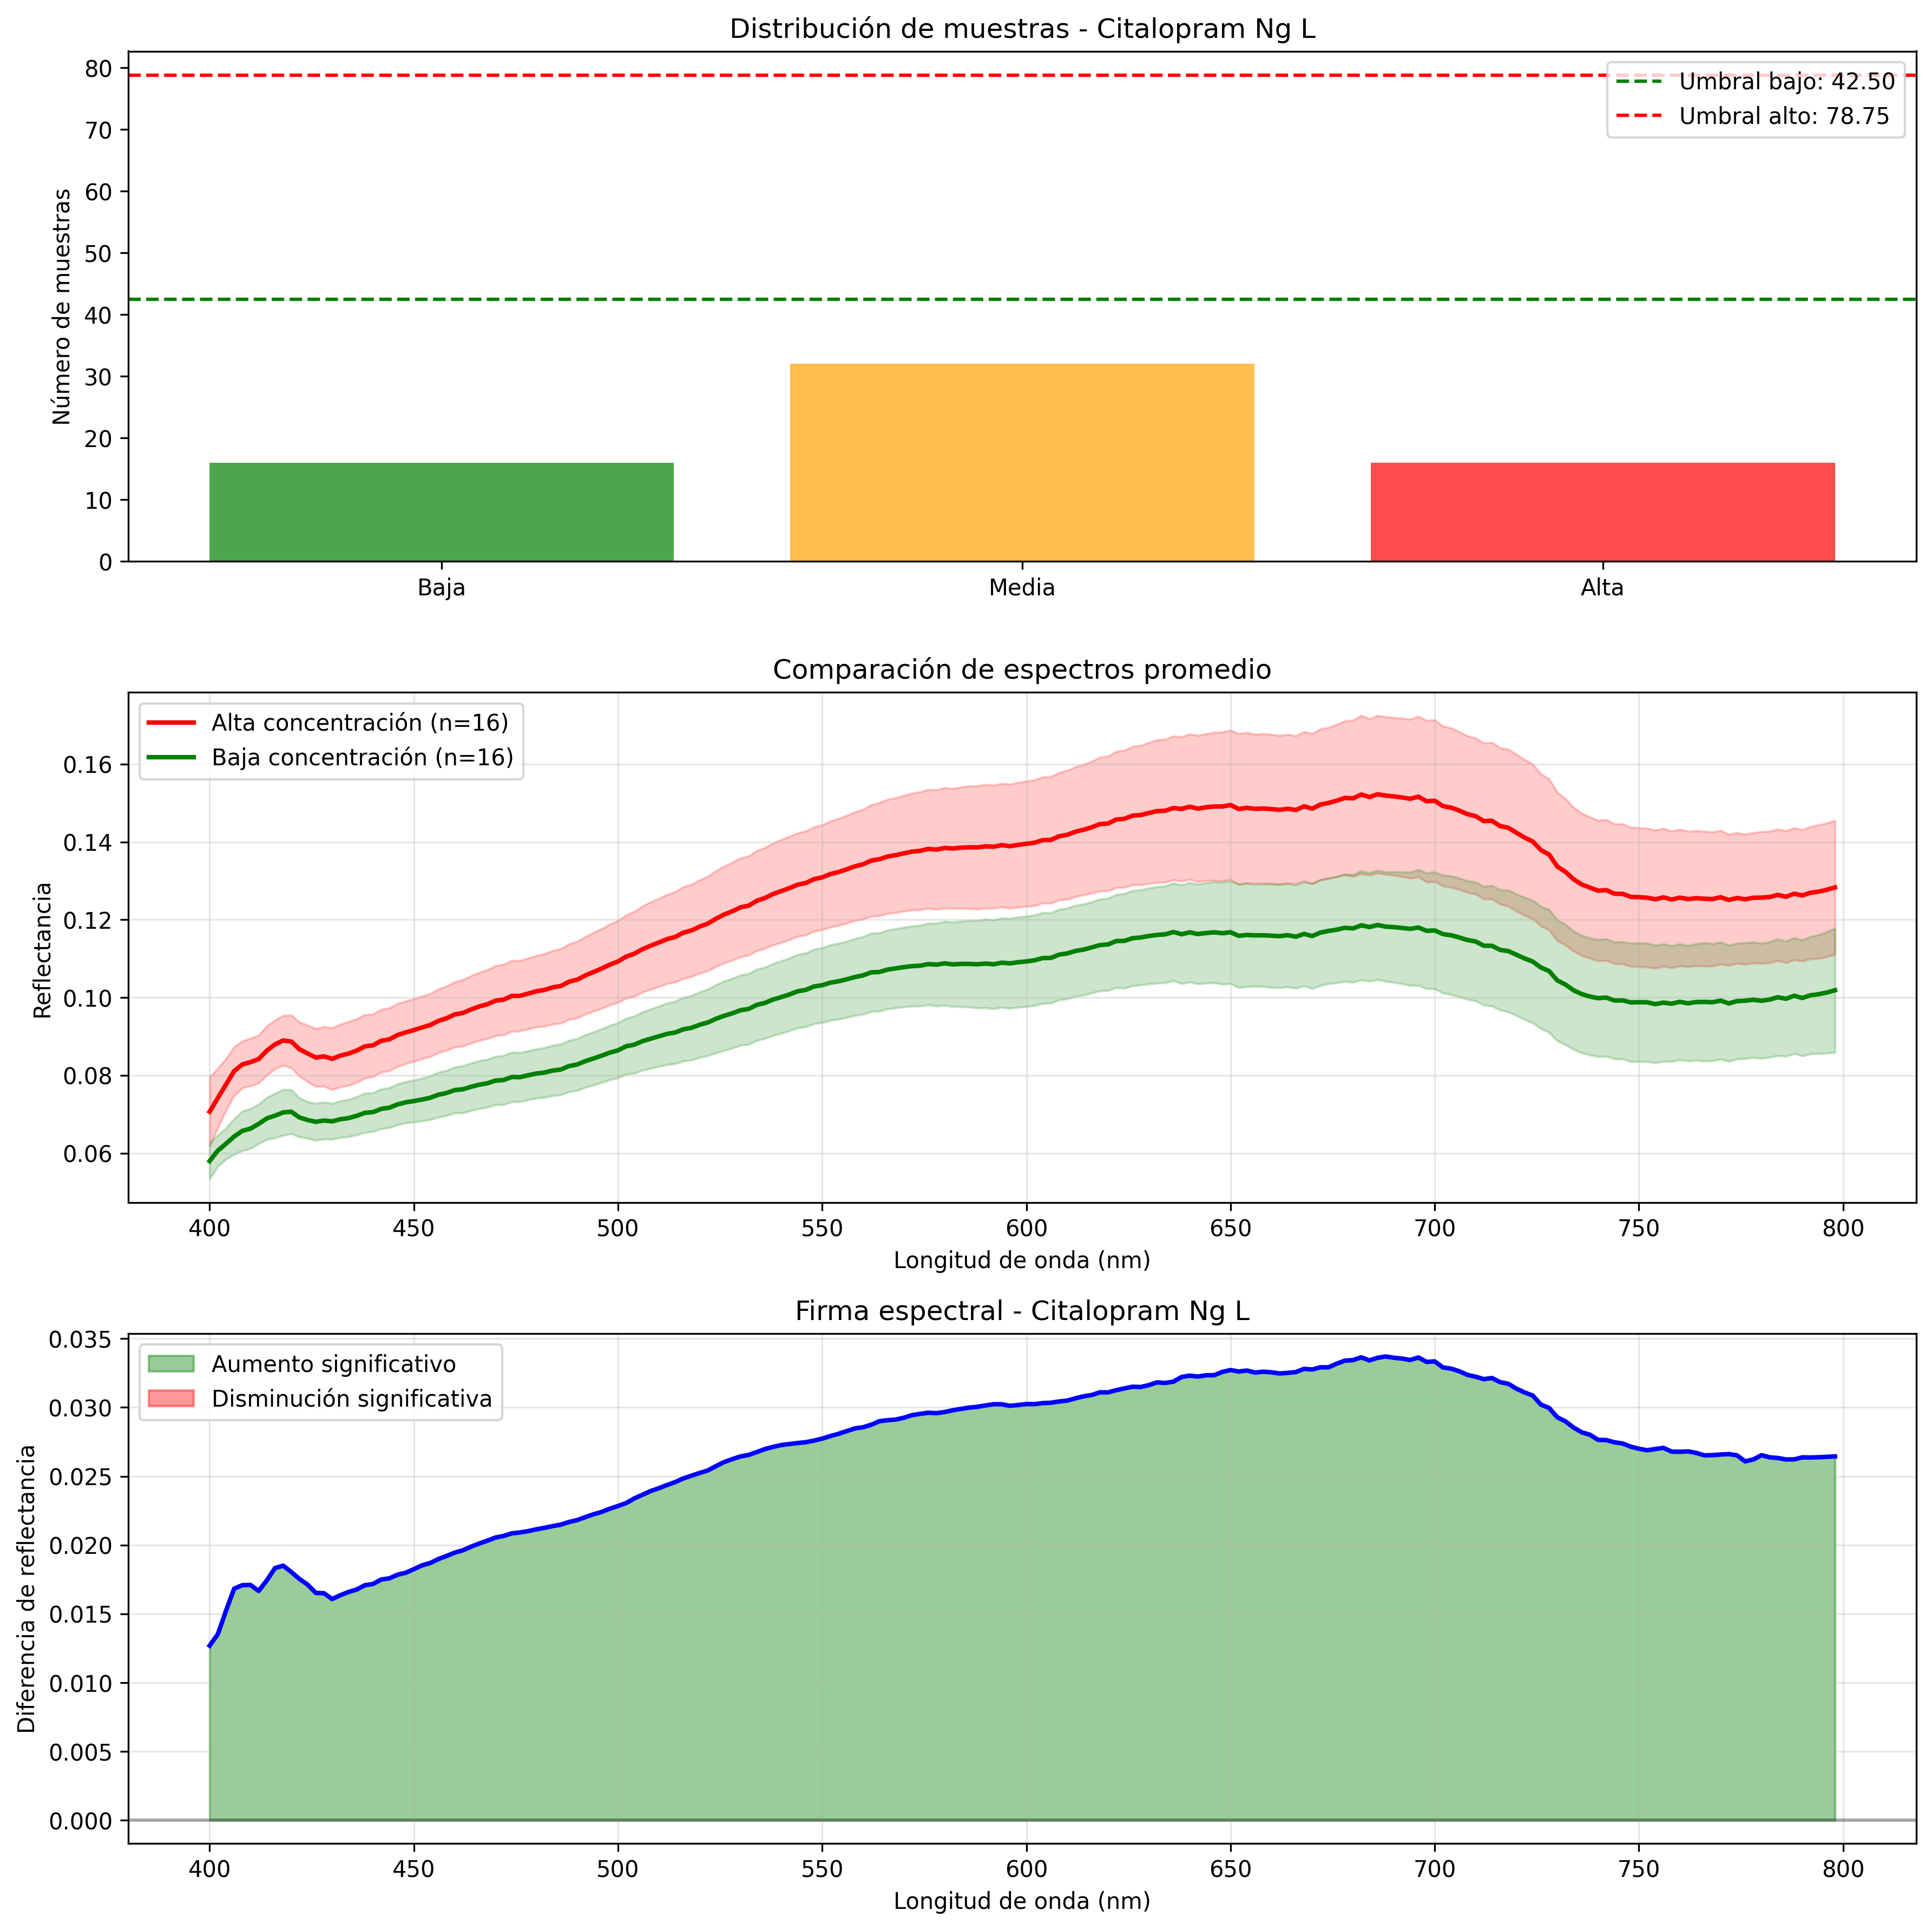 Distribución de muestras - Citalopram Ng L
Número de muestras
80
70
60
50
40
30
20
10
0
Umbral bajo: 42.50
Umbral alto: 78.75
Baja Media Alta
Comparación de espectros promedio
Reflectancia
Alta concentración (n=16)
Baja concentración (n=16)
0.16
0.14
0.12
0.10
0.08
0.06
400 450 500 550 600 650 700 750 800
Longitud de onda (nm)
Firma espectral - Citalopram Ng L
Diferencia de reflectancia
Aumento significativo
Disminución significativa
0.035
0.030
0.025
0.020
0.015
0.010
0.005
0.000
400 450 500 550 600 650 700 750 800
Longitud de onda (nm)